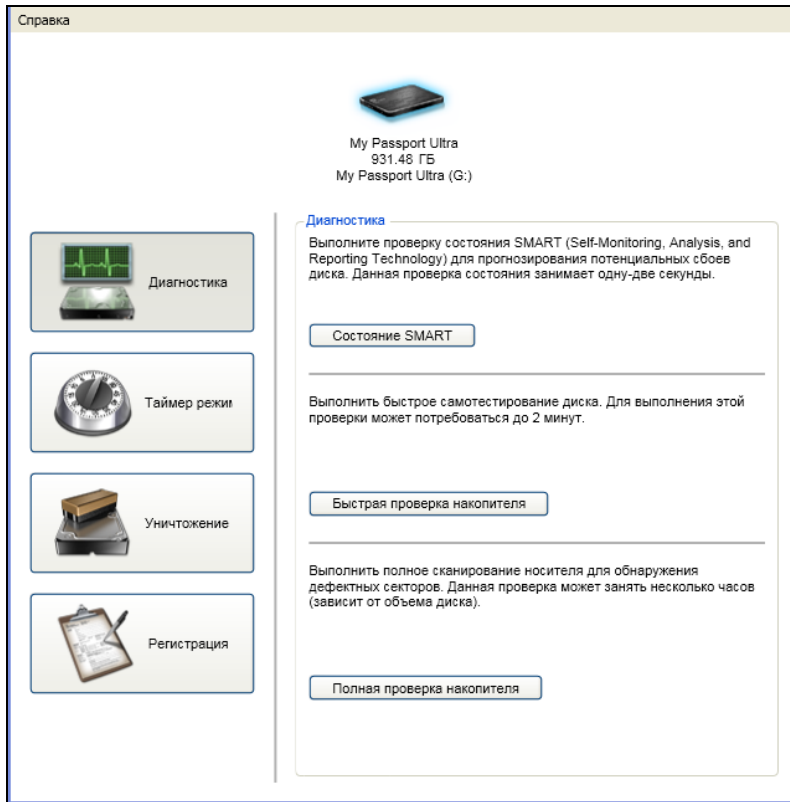 Справка
My Passport Ultra
931.48 ГБ
My Passport Ultra (G:)
Диагностика
Таймер режим
Уничтожение
Регистрация
Диагностика
Выполните проверку состояния SMART (Self-Monitoring, Analysis, and
Reporting Technology) для прогнозирования потенциальных сбоев
диска. Данная проверка состояния занимает одну-две секунды.
Состояние SMART
Выполнить быстрое самотестирование диска. Для выполнения этой
проверки может потребоваться до 2 минут.
Быстрая проверка накопителя
Выполнить полное сканирование носителя для обнаружения
дефектных секторов. Данная проверка может занять несколько часов
(зависит от объема диска).
Полная проверка накопителя